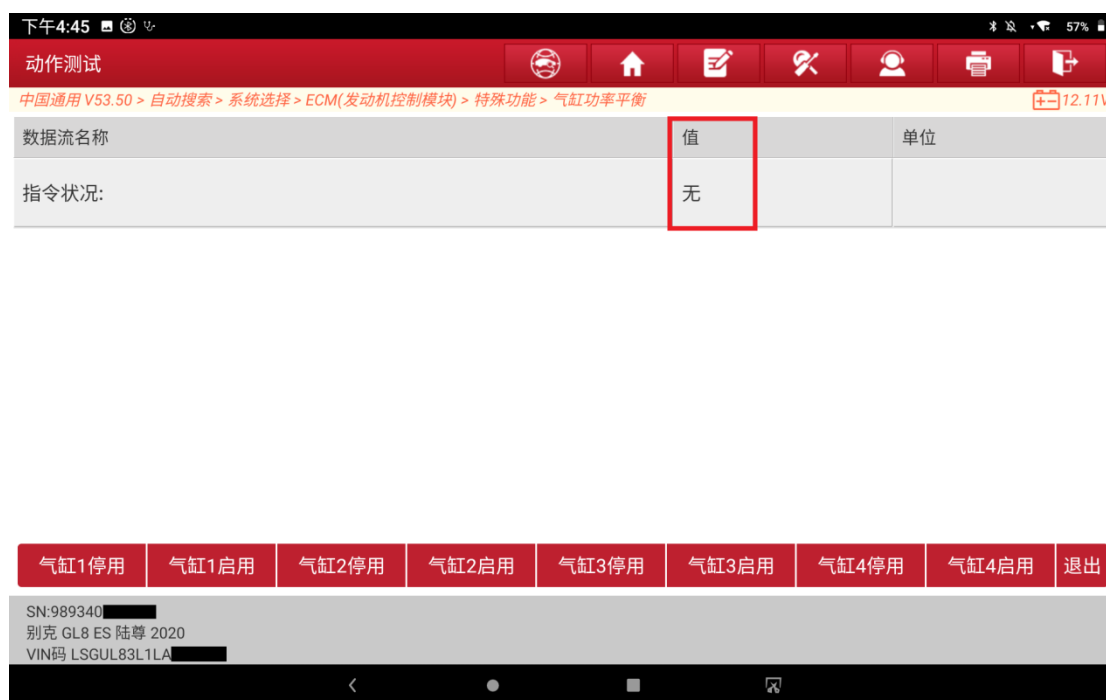 下午4:45 57%
动作测试
中国通用 V53.50 > 自动搜索 > 系统选择 > ECM(发动机控制模块) > 特殊功能 > 气缸功率平衡 12.11V
数据流名称 值 单位
指令状况: 无
气缸1停用 气缸1启用 气缸2停用 气缸2启用 气缸3停用 气缸3启用 气缸4停用 气缸4启用 退出
SN:989340
别克 GL8 ES 陆尊 2020
VIN码 LSGUL83L1LA